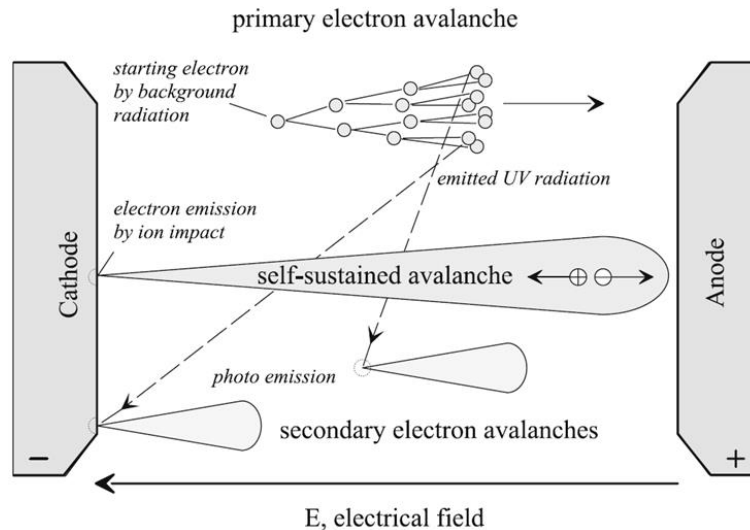 primary electron avalanche
starting electron
by background
radiation
emitted UV radiation
electron emission
by ion impact
Cathode
self-sustained avalanche
Anode
photo emission
secondary electron avalanches
−
+
E, electrical field